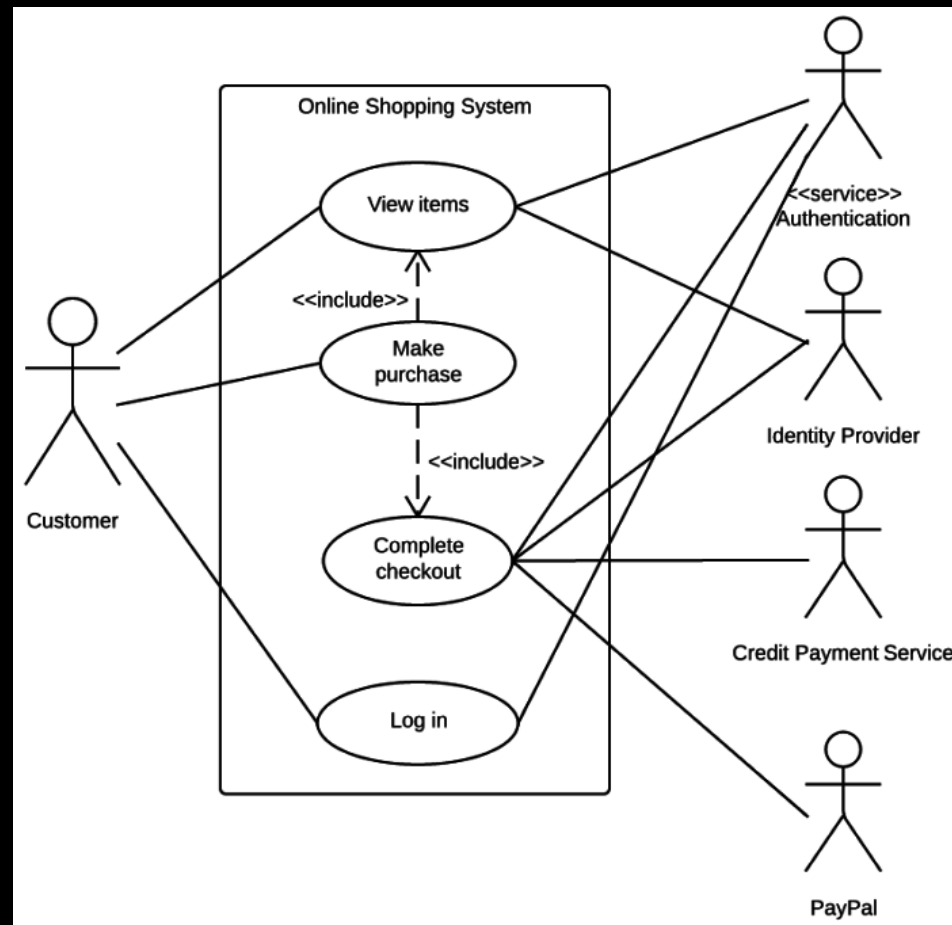 Online Shopping System
View items
<<service>>
Authentication
<<include>>
Make
purchase
Identity Provider
<<include>>
Customer
Complete
checkout
Credit Payment Service
Log in
PayPal